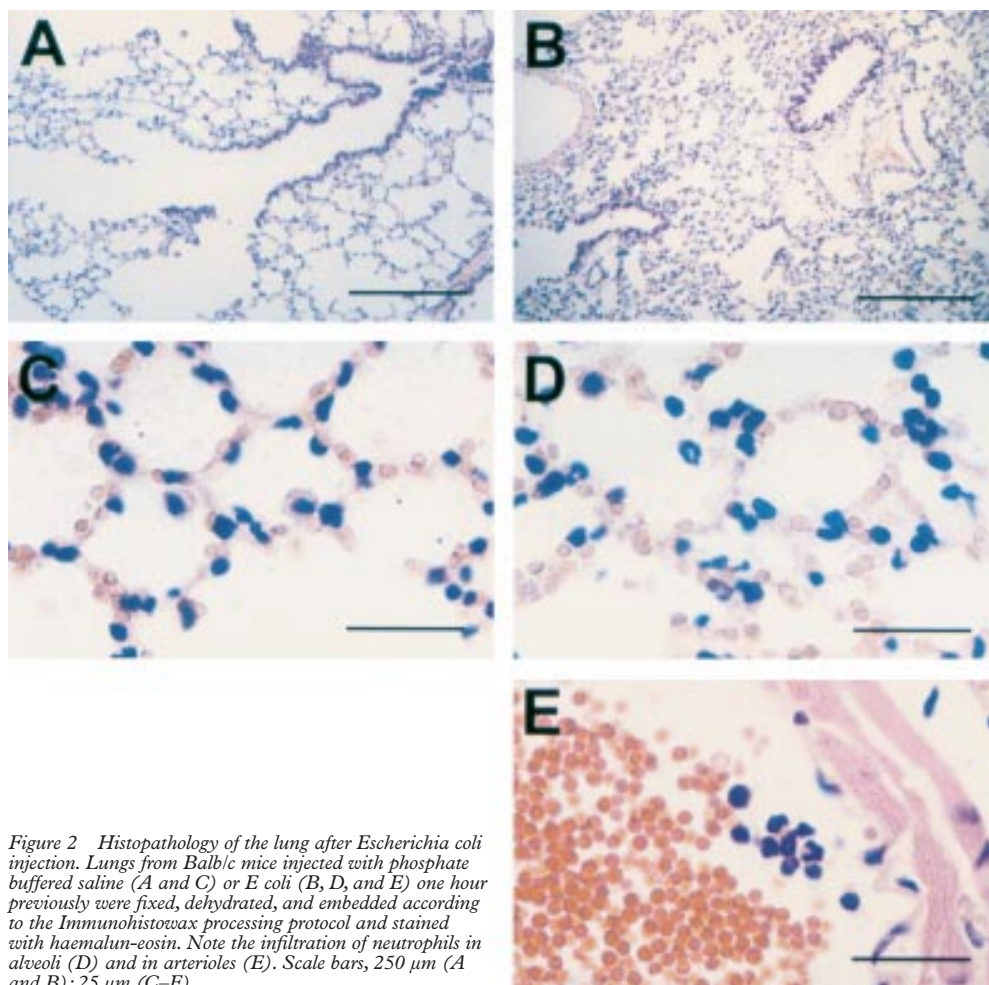 A
B
C
D
E
Figure 2 Histopathology of the lung after Escherichia coli
injection. Lungs from Balb/c mice injected with phosphate
buffered saline (A and C) or E coli (B, D, and E) one hour
previously were fixed, dehydrated, and embedded according
to the Immunohistowax processing protocol and stained
with haemalun-eosin. Note the infiltration of neutrophils in
alveoli (D) and in arterioles (E). Scale bars, 250 µm (A
and B); 25 µm (C–E)